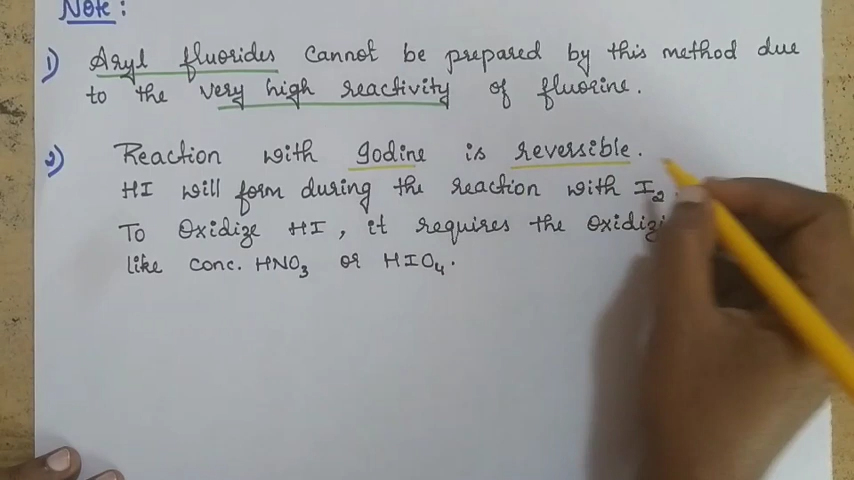 Note:
1) Aryl fluorides cannot be prepared by this method due
to the very high reactivity of fluorine.
2) Reaction with Iodine is reversible.
HI will form during the reaction with I₂.
To Oxidize HI, it requires the
like conc. HNO₃ or HIO₄.